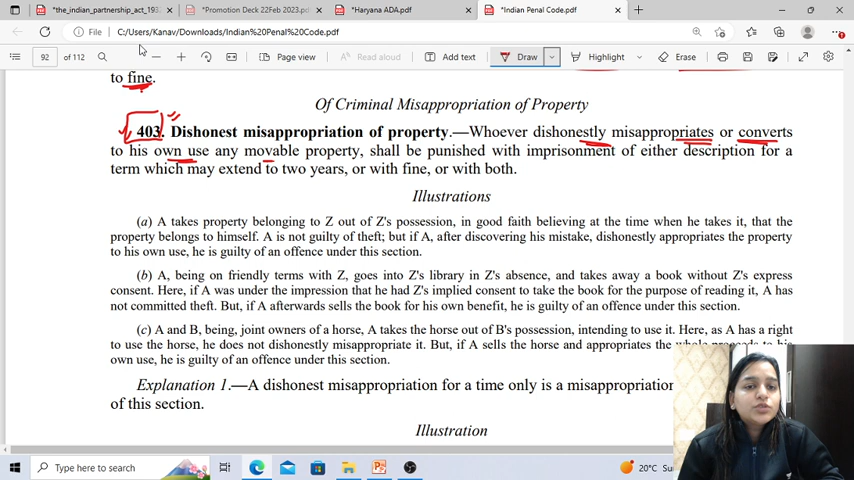 *the_indian_partnership_act_193
*Promotion Deck 22Feb 2023.pdf
*Haryana ADA.pdf
*Indian Penal Code.pdf
File C:/Users/Kanav/Downloads/Indian%20Penal%20Code.pdf
92 of 112 Page view Read aloud Add text Draw Highlight Erase
to fine.
Of Criminal Misappropriation of Property
403. Dishonest misappropriation of property.—Whoever dishonestly misappropriates or converts
to his own use any movable property, shall be punished with imprisonment of either description for a
term which may extend to two years, or with fine, or with both.
Illustrations
(a) A takes property belonging to Z out of Z's possession, in good faith believing at the time when he takes it, that the
property belongs to himself. A is not guilty of theft; but if A, after discovering his mistake, dishonestly appropriates the property
to his own use, he is guilty of an offence under this section.
(b) A, being on friendly terms with Z, goes into Z's library in Z's absence, and takes away a book without Z's express
consent. Here, if A was under the impression that he had Z's implied consent to take the book for the purpose of reading it, A has
not committed theft. But, if A afterwards sells the book for his own benefit, he is guilty of an offence under this section.
(c) A and B, being, joint owners of a horse, A takes the horse out of B's possession, intending to use it. Here, as A has a right
to use the horse, he does not dishonestly misappropriate it. But, if A sells the horse and appropriates the whole proceeds to his
own use, he is guilty of an offence under this section.
Explanation 1.—A dishonest misappropriation for a time only is a misappropriation
of this section.
Illustration
Type here to search
20°C